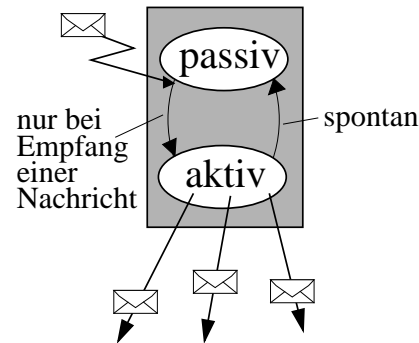 passiv
nur bei
Empfang
einer
Nachricht
spontan
aktiv